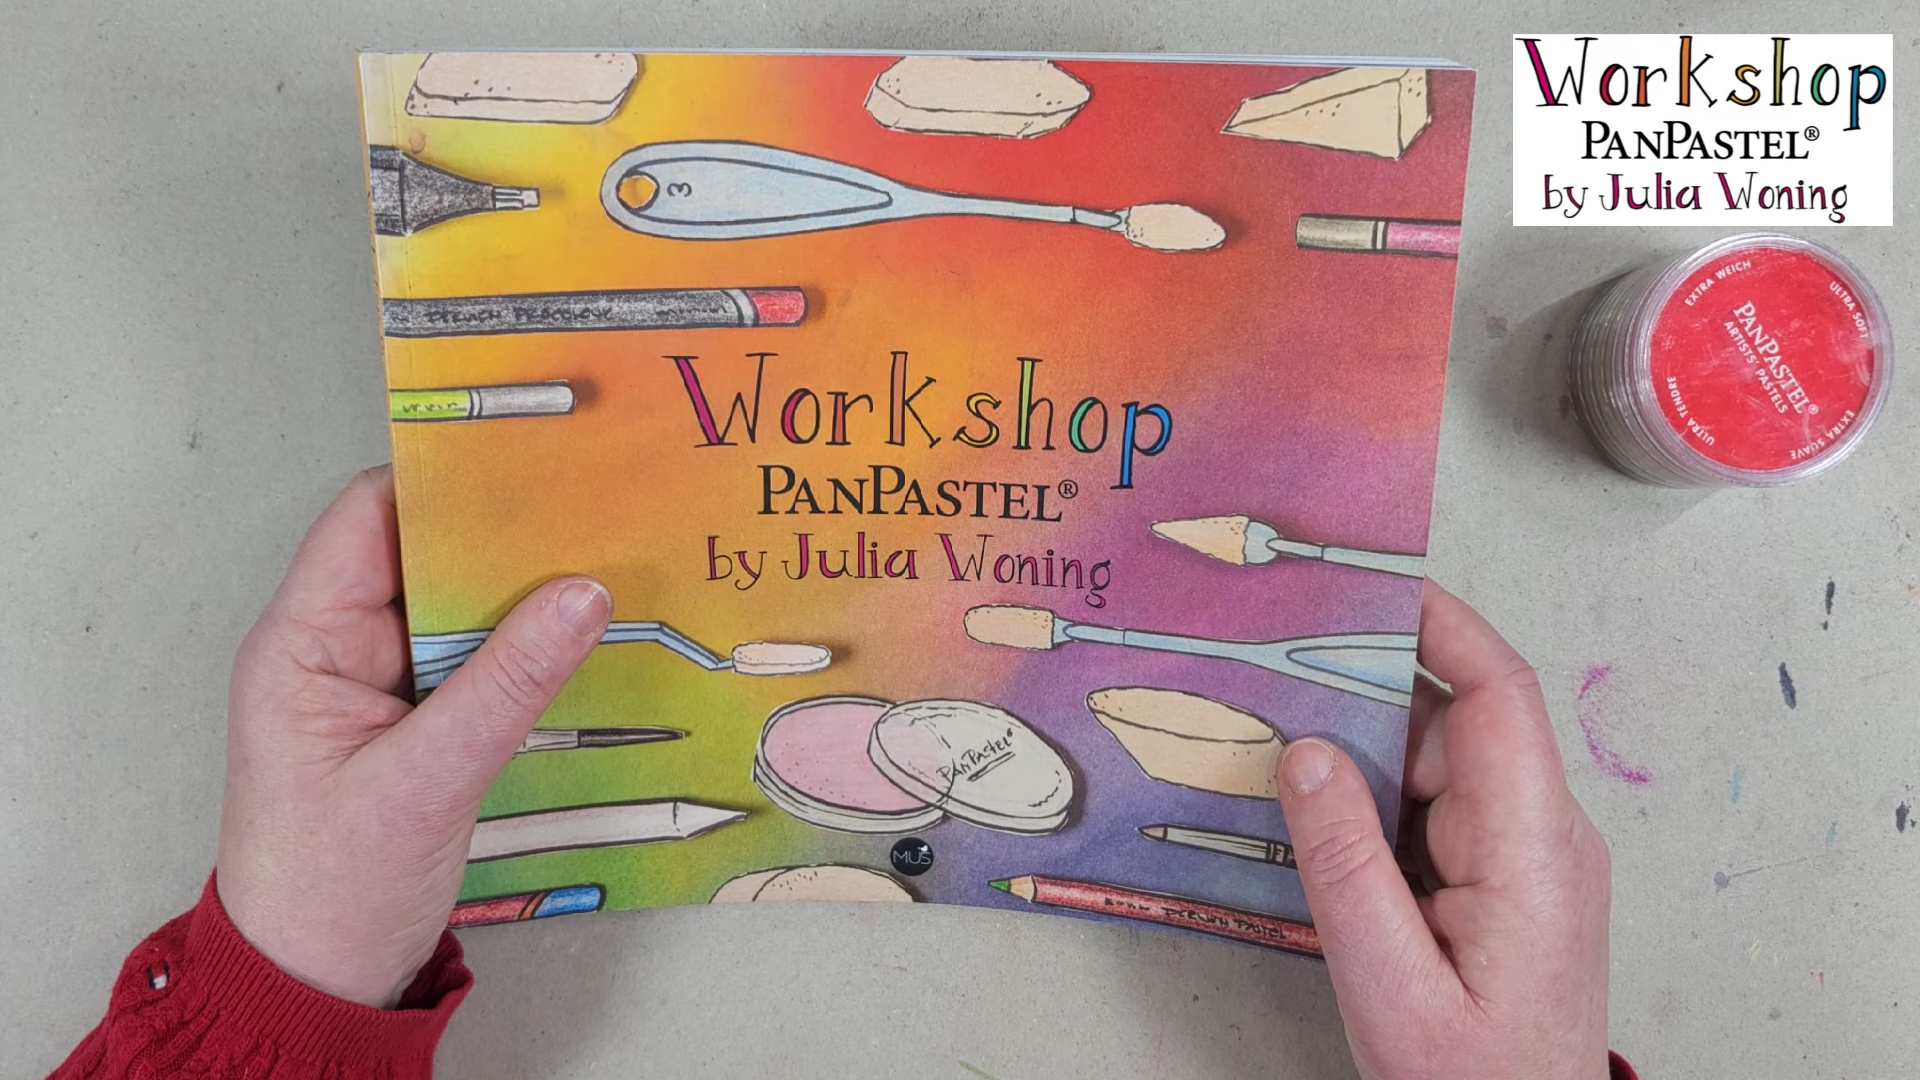 Workshop
PANPASTEL®
by Julia Woning
3
Workshop
PANPASTEL®
by Julia Woning
PANPASTEL®
MUS
EXTRA WEICH
ULTRA SOFT
PANPASTEL®
ARTISTS' PASTELS
ULTRA TENDRE
EXTRA SUAVE